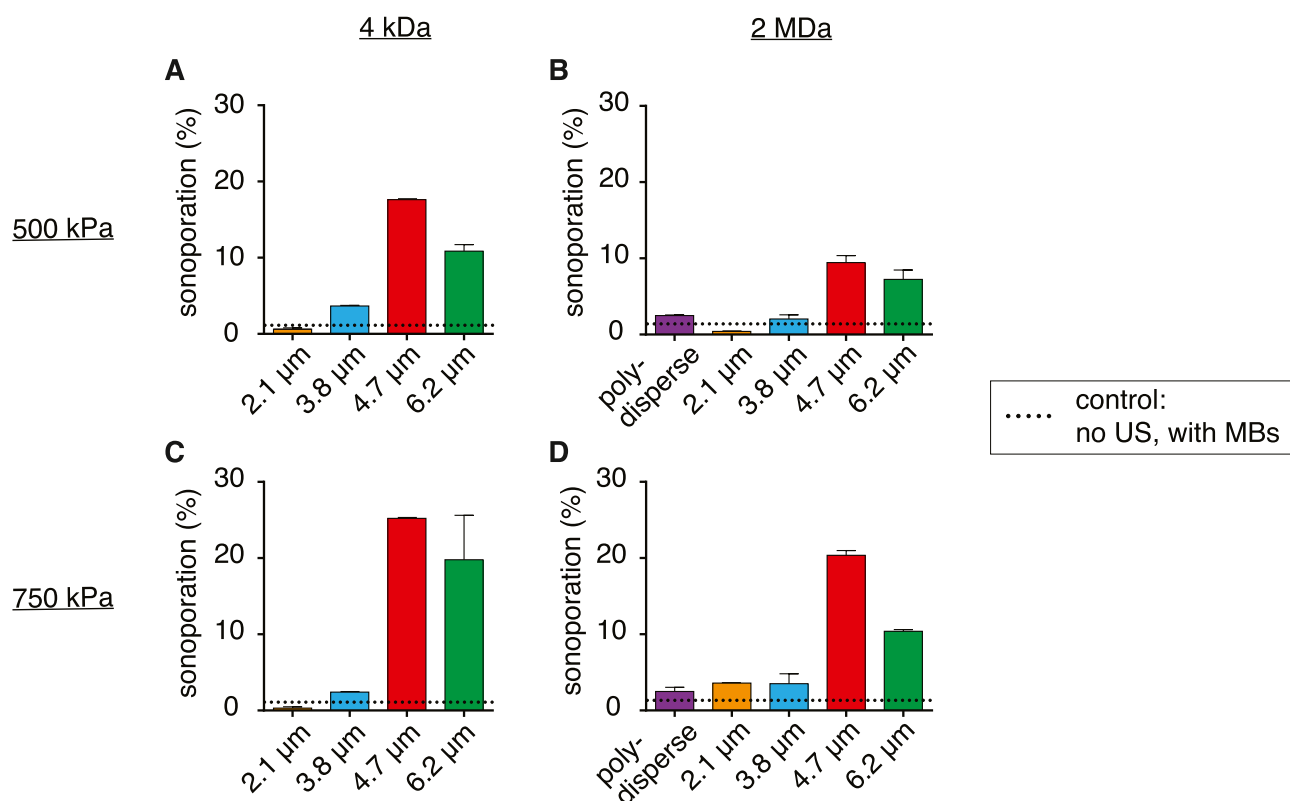 4 kDa
2 MDa
A
B
500 kPa
sonoporation (%)
30
20
10
0
2.1 µm
3.8 µm
4.7 µm
6.2 µm
sonoporation (%)
30
20
10
0
poly-
disperse
2.1 µm
3.8 µm
4.7 µm
6.2 µm
control:
no US, with MBs
C
D
750 kPa
sonoporation (%)
30
20
10
0
2.1 µm
3.8 µm
4.7 µm
6.2 µm
sonoporation (%)
30
20
10
0
poly-
disperse
2.1 µm
3.8 µm
4.7 µm
6.2 µm